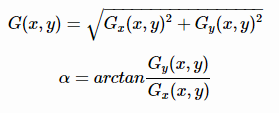 G(x, y) = √(G_x(x, y)² + G_y(x, y)²)
α = arctan G_y(x, y) / G_x(x, y)